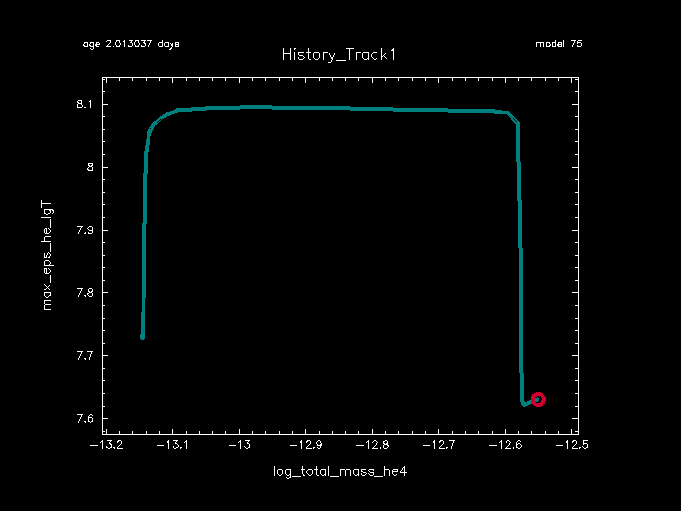 age 2.013037 days
model 75
History_Track1
max_eps_he_lgT
8.1
8
7.9
7.8
7.7
7.6
-13.2 -13.1 -13 -12.9 -12.8 -12.7 -12.6 -12.5
log_total_mass_he4